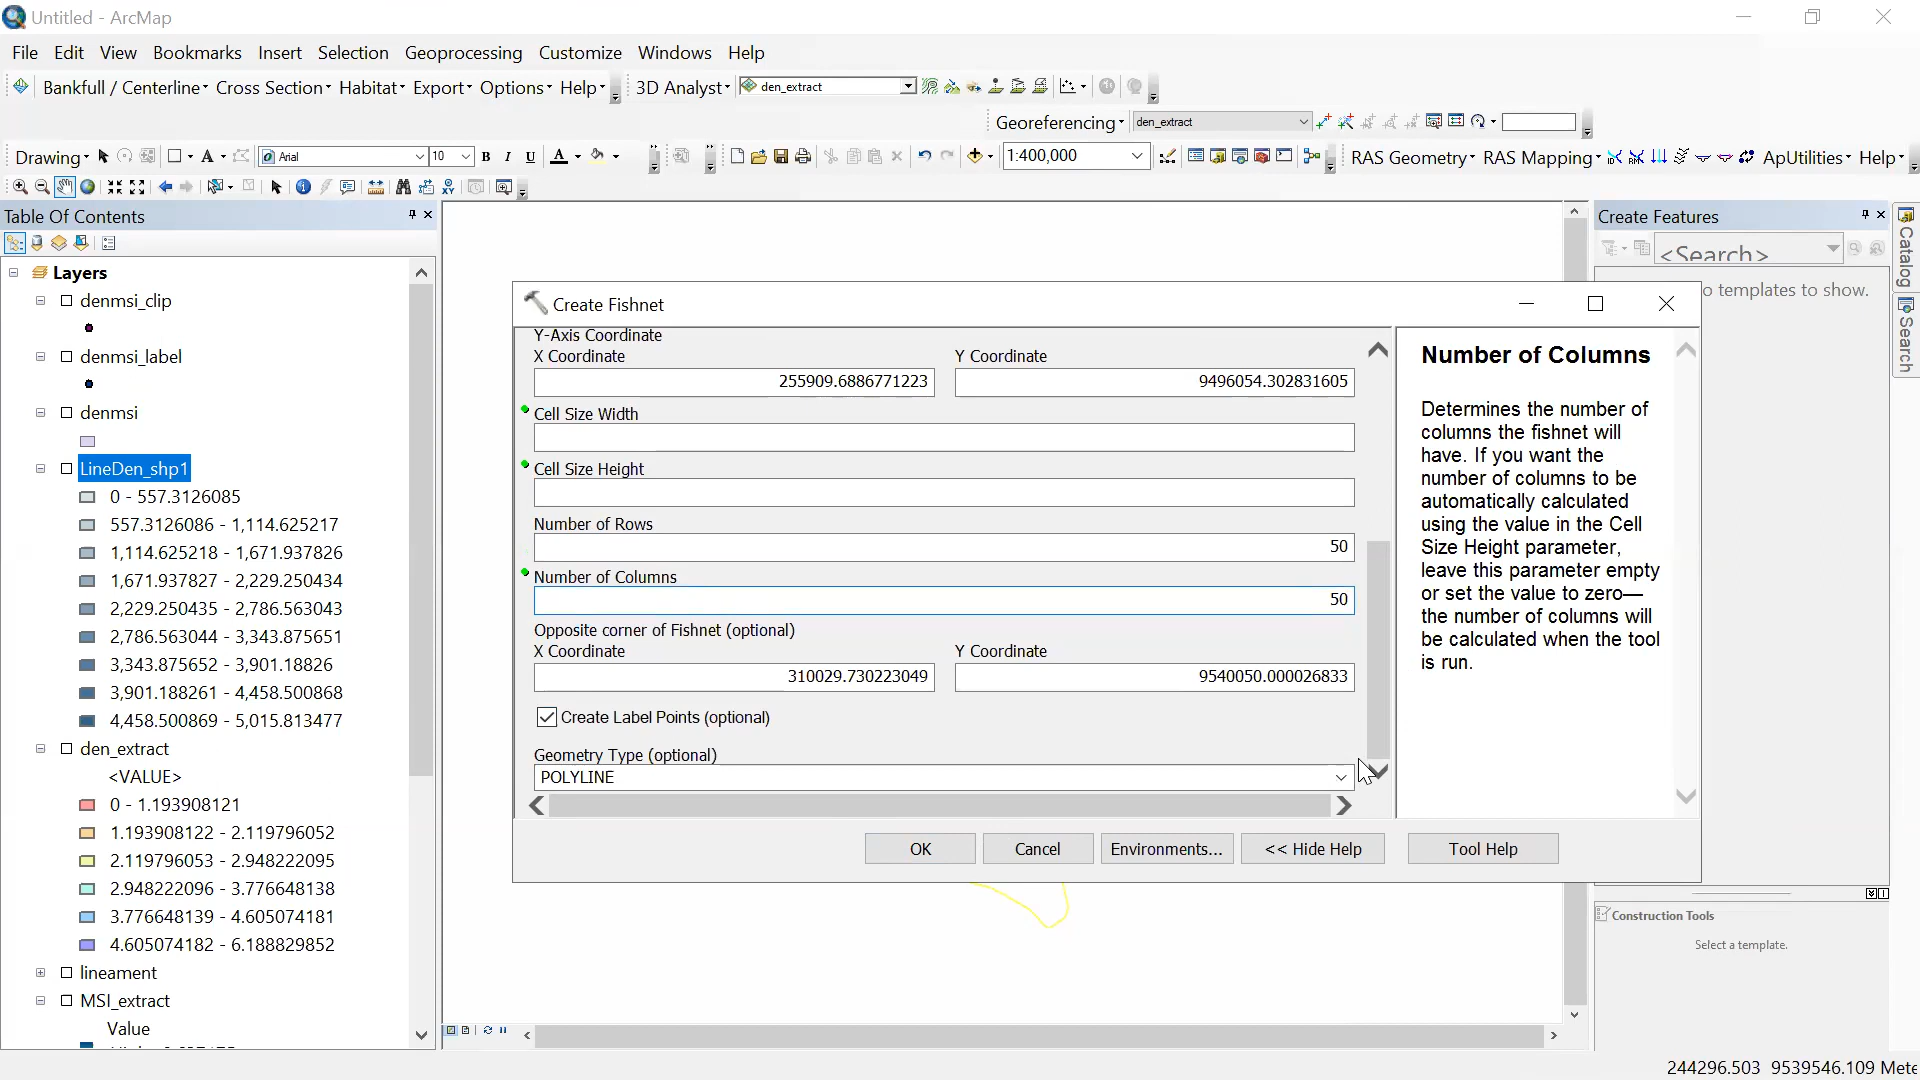 Untitled - ArcMap
File Edit View Bookmarks Insert Selection Geoprocessing Customize Windows Help
Bankfull / Centerline Cross Section Habitat Export Options Help 3D Analyst den_extract
Georeferencing den_extract
Drawing A Arial 10 B I U A 1:400,000 RAS Geometry RAS Mapping ApUtilities Help
Table Of Contents
Layers
denmsi_clip
denmsi_label
denmsi
LineDen_shp1
0 - 557.3126085
557.3126086 - 1,114.625217
1,114.625218 - 1,671.937826
1,671.937827 - 2,229.250434
2,229.250435 - 2,786.563043
2,786.563044 - 3,343.875651
3,343.875652 - 3,901.18826
3,901.188261 - 4,458.500868
4,458.500869 - 5,015.813477
den_extract
<VALUE>
0 - 1.193908121
1.193908122 - 2.119796052
2.119796053 - 2.948222095
2.948222096 - 3.776648138
3.776648139 - 4.605074181
4.605074182 - 6.188829852
lineament
MSI_extract
Value
Create Fishnet
Y-Axis Coordinate
X Coordinate Y Coordinate
255909.6886771223 9496054.302831605
Cell Size Width
Cell Size Height
Number of Rows
50
Number of Columns
50
Opposite corner of Fishnet (optional)
X Coordinate Y Coordinate
310029.730223049 9540050.000026833
Create Label Points (optional)
Geometry Type (optional)
POLYLINE
OK Cancel Environments... << Hide Help Tool Help
Number of Columns
Determines the number of
columns the fishnet will
have. If you want the
number of columns to be
automatically calculated
using the value in the Cell
Size Height parameter,
leave this parameter empty
or set the value to zero—
the number of columns will
be calculated when the tool
is run.
Create Features
<Search>
o templates to show.
Construction Tools
Select a template.
Catalog
Search
244296.503 9539546.109 Mete